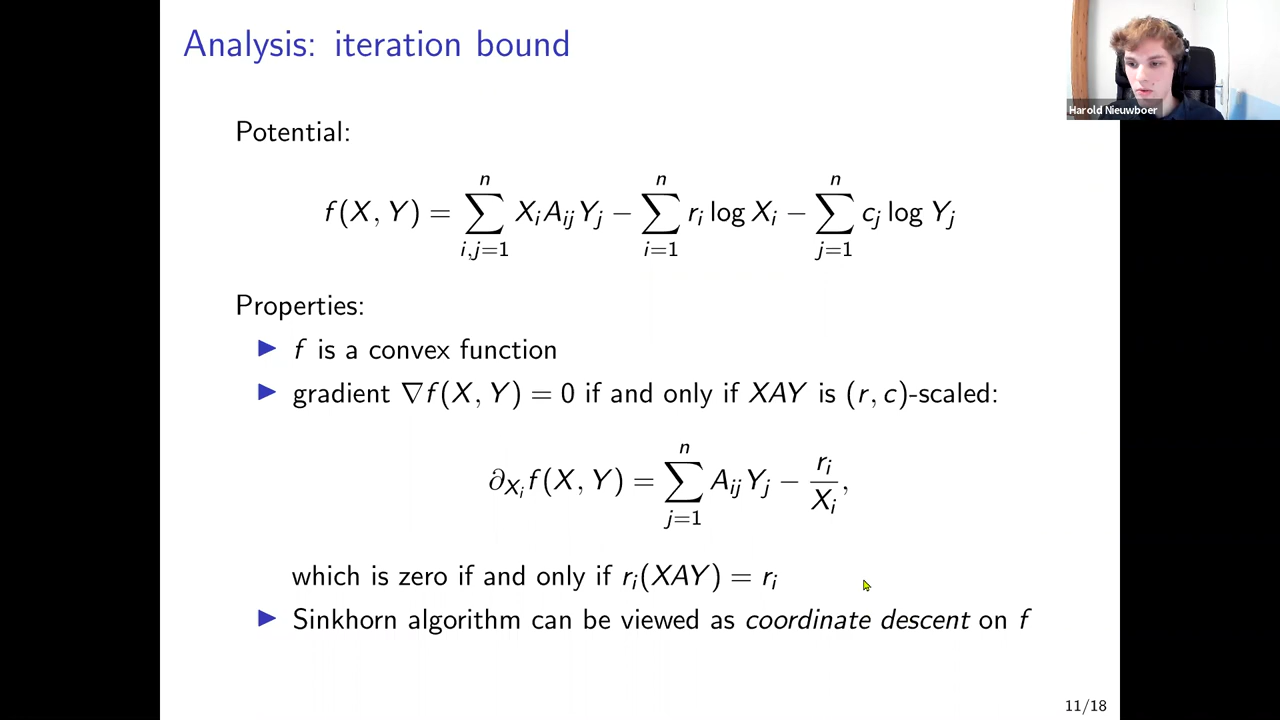 Analysis: iteration bound
Harold Nieuwboer
Potential:
f(X, Y) = ∑_{i,j=1}^{n} X_i A_{ij} Y_j − ∑_{i=1}^{n} r_i log X_i − ∑_{j=1}^{n} c_j log Y_j
Properties:
▶ f is a convex function
▶ gradient ∇f(X, Y) = 0 if and only if XAY is (r, c)-scaled:
∂_{X_i} f(X, Y) = ∑_{j=1}^{n} A_{ij} Y_j − r_i/X_i,
which is zero if and only if r_i(XAY) = r_i
▶ Sinkhorn algorithm can be viewed as coordinate descent on f
11/18